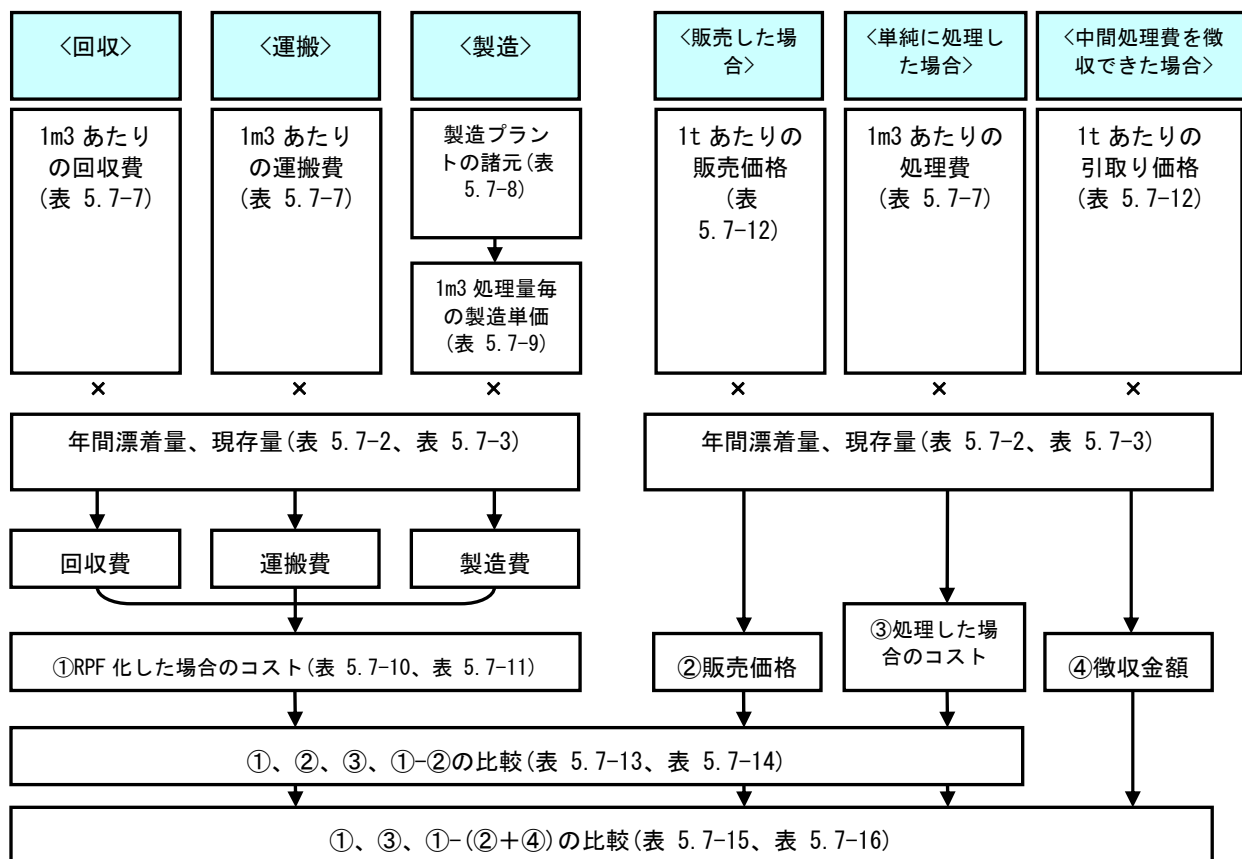 <回収>
<運搬>
<製造>
<販売した場
合>
<単純に処理し
た場合>
<中間処理費を徴
収できた場合>
1m3 あたり
の回収費
(表 5.7-7)
1m3 あたり
の運搬費
(表 5.7-7)
製造プラン
トの諸元(表
5.7-8)
1m3 処理量毎
の製造単価
(表 5.7-9)
1t あたりの
販売価格
(表
5.7-12)
1m3 あたりの
処理費
(表 5.7-7)
1t あたりの
引取り価格
(表 5.7-12)
×
×
×
×
×
×
年間漂着量、現存量(表 5.7-2、表 5.7-3)
年間漂着量、現存量(表 5.7-2、表 5.7-3)
回収費
運搬費
製造費
①RPF 化した場合のコスト(表 5.7-10、表 5.7-11)
②販売価格
③処理した場
合のコスト
④徴収金額
①、②、③、①-②の比較(表 5.7-13、表 5.7-14)
①、③、①-(②+④)の比較(表 5.7-15、表 5.7-16)